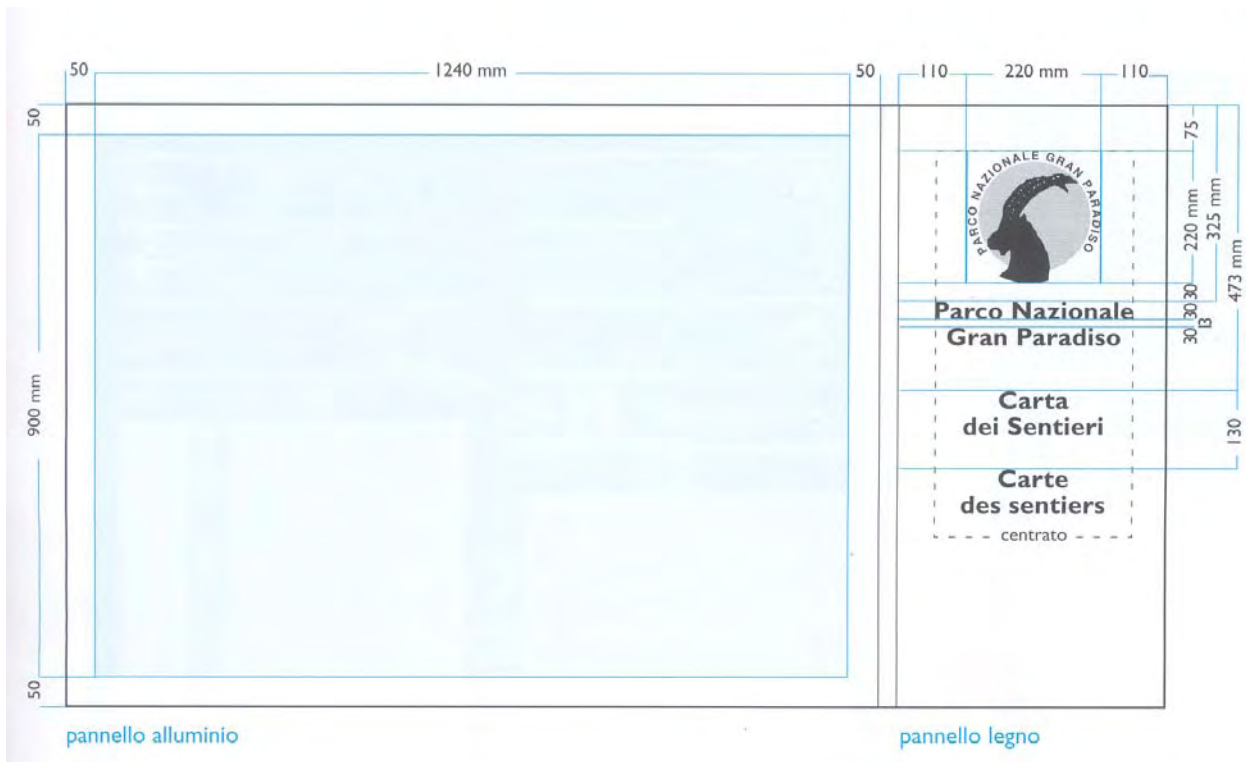 50
1240 mm
50
110
220 mm
110
50
900 mm
50
75
220 mm
325 mm
473 mm
30
30
13
30
130
PARCO NAZIONALE GRAN PARADISO
Parco Nazionale
Gran Paradiso
Carta
dei Sentieri
Carte
des sentiers
centrato
pannello alluminio
pannello legno